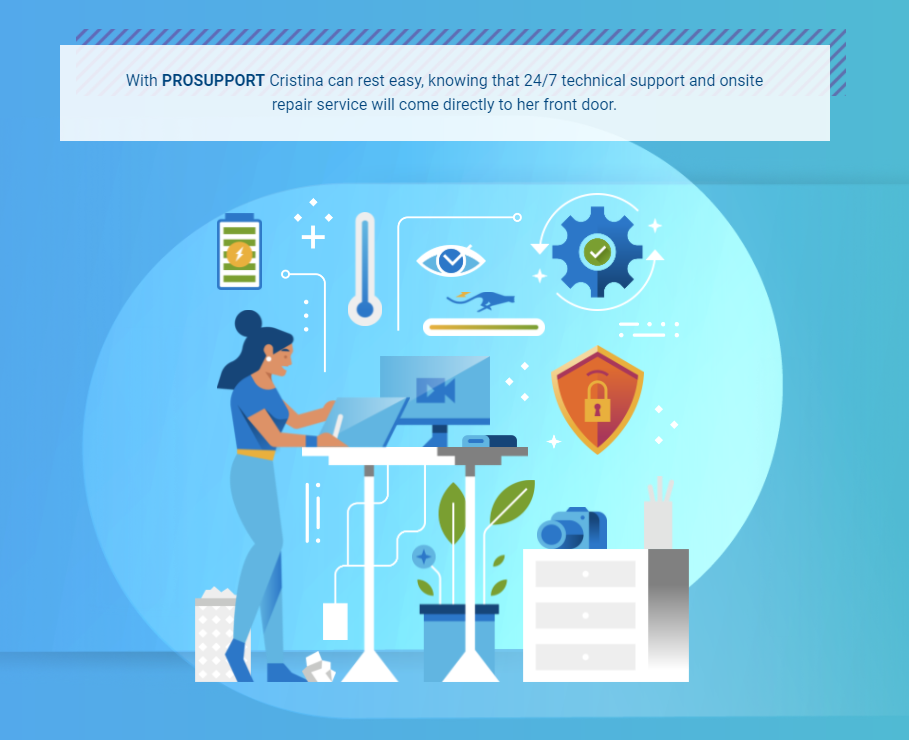 With PROSUPPORT Cristina can rest easy, knowing that 24/7 technical support and onsite
repair service will come directly to her front door.